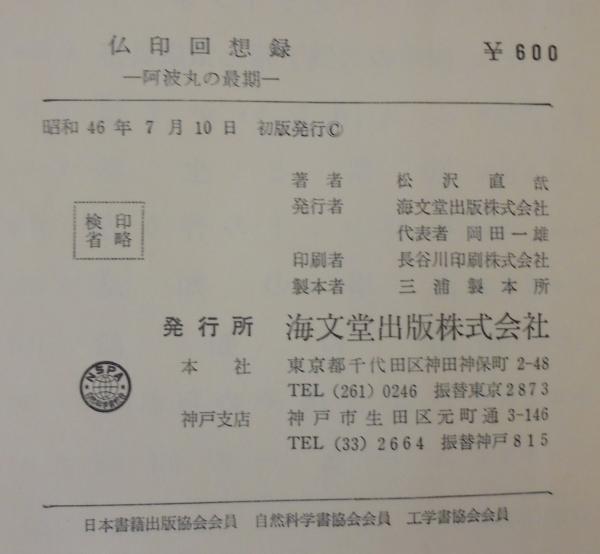 仏印回想録 ¥600
―阿波丸の最期―
昭和46年7月10日 初版発行©
著者 松沢直哉
発行者 海文堂出版株式会社
代表者 岡田一雄
検印省略
印刷者 長谷川印刷株式会社
製本者 三浦製本所
発行所 海文堂出版株式会社
本社 東京都千代田区神田神保町 2-48
TEL (261) 0246 振替東京2873
NSPA
神戸支店 神戸市生田区元町通 3-146
TEL (33) 2664 振替神戸815
日本書籍出版協会会員 自然科学書協会会員 工学書協会会員